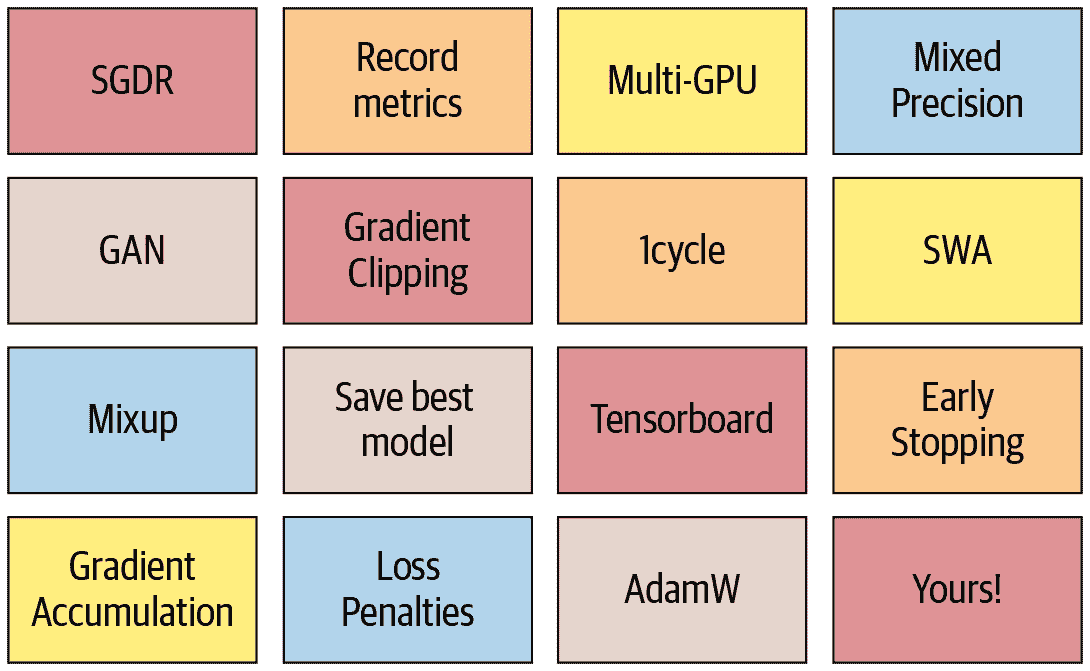 SGDR
Record
metrics
Multi-GPU
Mixed
Precision
GAN
Gradient
Clipping
1cycle
SWA
Mixup
Save best
model
Tensorboard
Early
Stopping
Gradient
Accumulation
Loss
Penalties
AdamW
Yours!